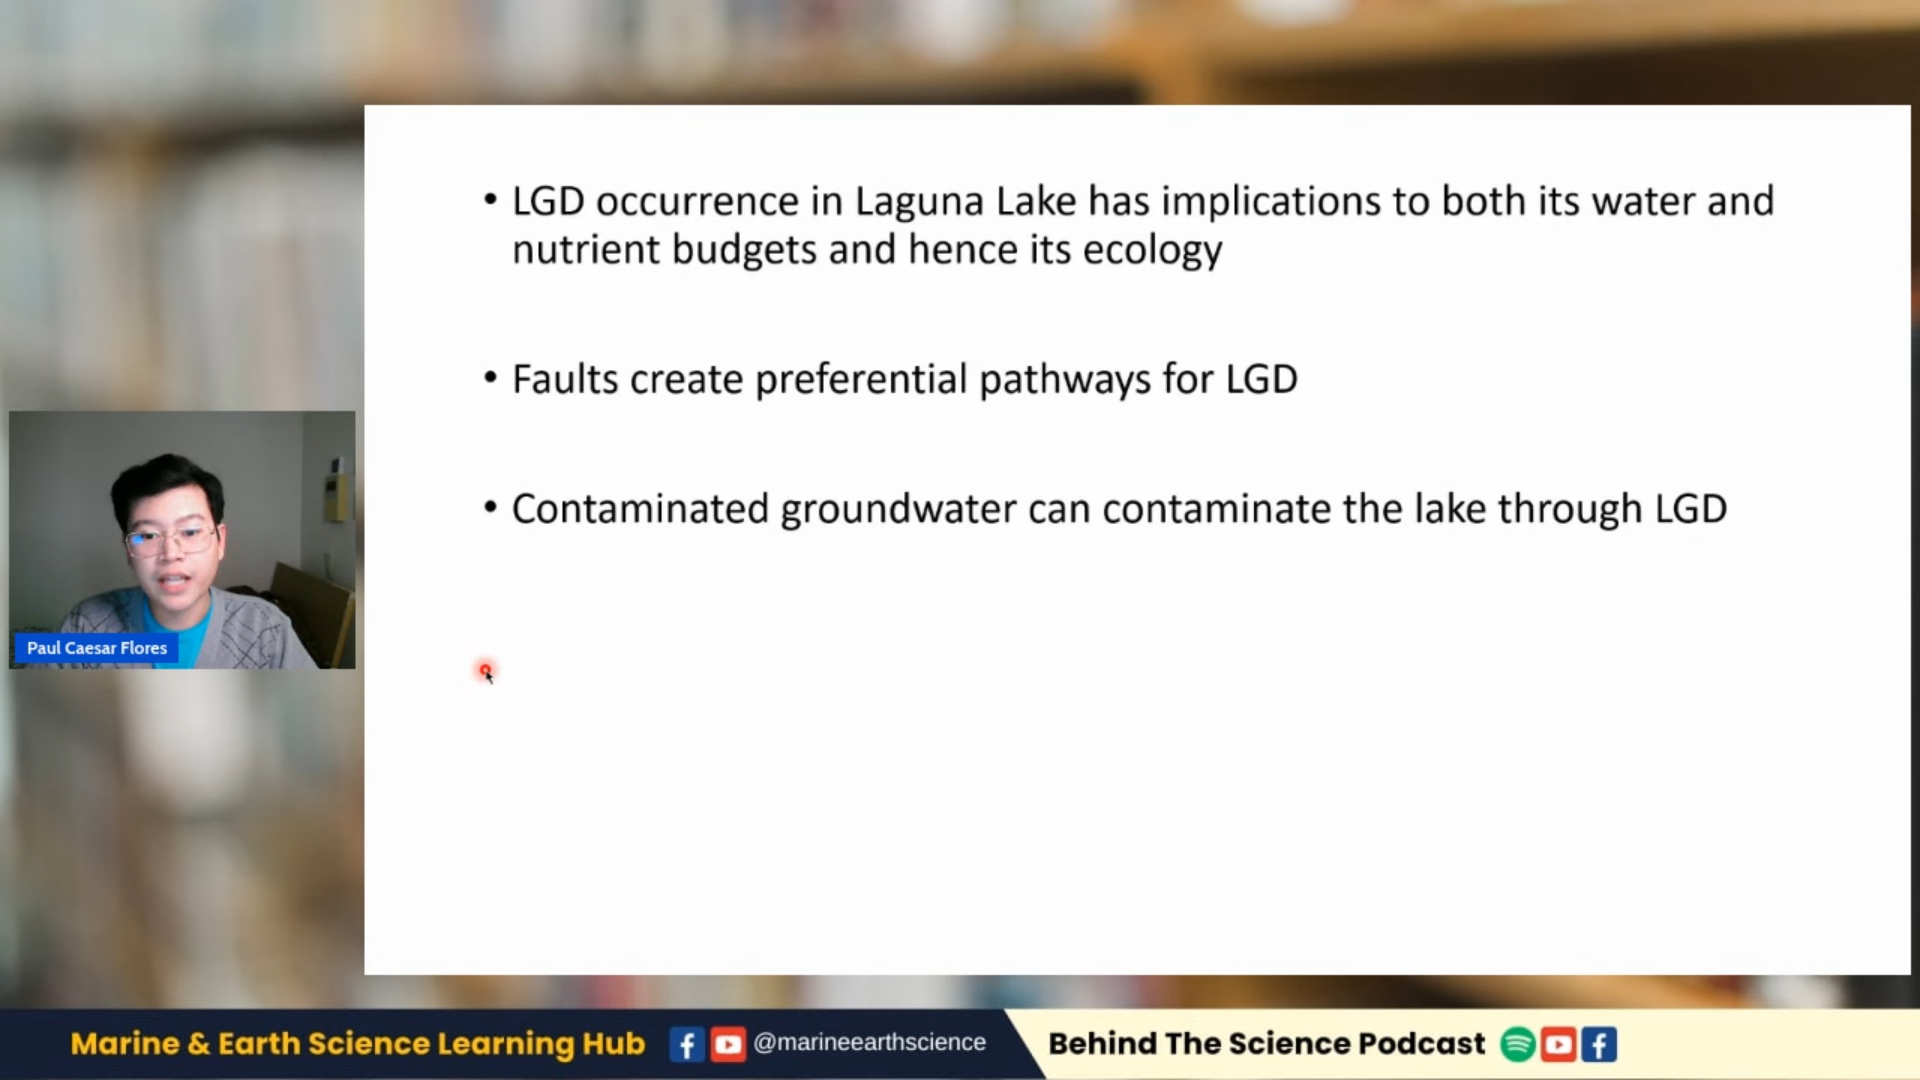 • LGD occurrence in Laguna Lake has implications to both its water and
nutrient budgets and hence its ecology
• Faults create preferential pathways for LGD
• Contaminated groundwater can contaminate the lake through LGD
Paul Caesar Flores
Marine & Earth Science Learning Hub
@marineearthscience
Behind The Science Podcast